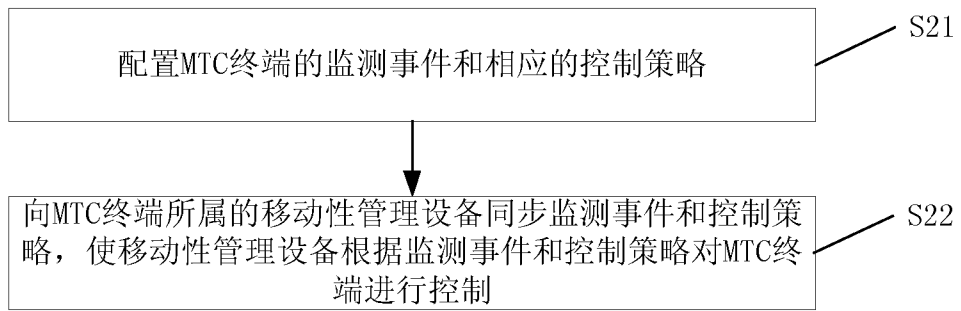 配置MTC终端的监测事件和相应的控制策略
S21
向MTC终端所属的移动性管理设备同步监测事件和控制策
略，使移动性管理设备根据监测事件和控制策略对MTC终
端进行控制
S22